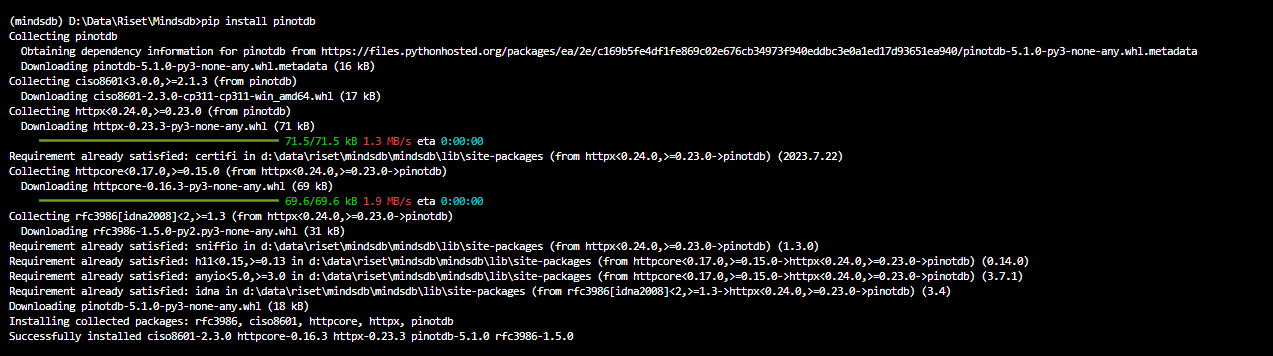 (mindsdb) D:\Data\Riset\Mindsdb>pip install pinotdb
Collecting pinotdb
Obtaining dependency information for pinotdb from https://files.pythonhosted.org/packages/ea/2e/c169b5fe4df1fe869c02e676cb34973f940eddbc3e0a1ed17d93651ea940/pinotdb-5.1.0-py3-none-any.whl.metadata
Downloading pinotdb-5.1.0-py3-none-any.whl.metadata (16 kB)
Collecting ciso8601<3.0.0,>=2.1.3 (from pinotdb)
Downloading ciso8601-2.3.0-cp311-cp311-win_amd64.whl (17 kB)
Collecting httpx<0.24.0,>=0.23.0 (from pinotdb)
Downloading httpx-0.23.3-py3-none-any.whl (71 kB)
71.5/71.5 kB 1.3 MB/s eta 0:00:00
Requirement already satisfied: certifi in d:\data\riset\mindsdb\mindsdb\lib\site-packages (from httpx<0.24.0,>=0.23.0->pinotdb) (2023.7.22)
Collecting httpcore<0.17.0,>=0.15.0 (from httpx<0.24.0,>=0.23.0->pinotdb)
Downloading httpcore-0.16.3-py3-none-any.whl (69 kB)
69.6/69.6 kB 1.9 MB/s eta 0:00:00
Collecting rfc3986[idna2008]<2,>=1.3 (from httpx<0.24.0,>=0.23.0->pinotdb)
Downloading rfc3986-1.5.0-py2.py3-none-any.whl (31 kB)
Requirement already satisfied: sniffio in d:\data\riset\mindsdb\mindsdb\lib\site-packages (from httpx<0.24.0,>=0.23.0->pinotdb) (1.3.0)
Requirement already satisfied: h11<0.15,>=0.13 in d:\data\riset\mindsdb\mindsdb\lib\site-packages (from httpcore<0.17.0,>=0.15.0->httpx<0.24.0,>=0.23.0->pinotdb) (0.14.0)
Requirement already satisfied: anyio<5.0,>=3.0 in d:\data\riset\mindsdb\mindsdb\lib\site-packages (from httpcore<0.17.0,>=0.15.0->httpx<0.24.0,>=0.23.0->pinotdb) (3.7.1)
Requirement already satisfied: idna in d:\data\riset\mindsdb\mindsdb\lib\site-packages (from rfc3986[idna2008]<2,>=1.3->httpx<0.24.0,>=0.23.0->pinotdb) (3.4)
Downloading pinotdb-5.1.0-py3-none-any.whl (18 kB)
Installing collected packages: rfc3986, ciso8601, httpcore, httpx, pinotdb
Successfully installed ciso8601-2.3.0 httpcore-0.16.3 httpx-0.23.3 pinotdb-5.1.0 rfc3986-1.5.0